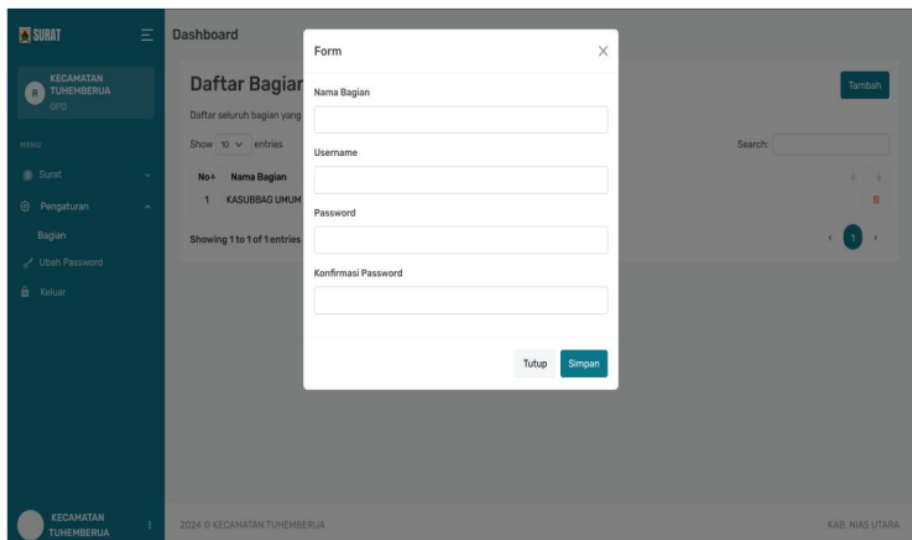 SURAT
Dashboard
R
KECAMATAN
TUHEMBERUA
OPD
MENU
Surat
Pengaturan
Bagian
Ubah Password
Keluar
Daftar Bagian
Tambah
Daftar seluruh bagian yang
Show 10 entries
Search:
No Nama Bagian
1 KASUBBAG UMUM
Showing 1 to 1 of 1 entries
1
Form
Nama Bagian
Username
Password
Konfirmasi Password
Tutup
Simpan
KECAMATAN
TUHEMBERUA
2024 © KECAMATAN TUHEMBERUA
KAB. NIAS UTARA